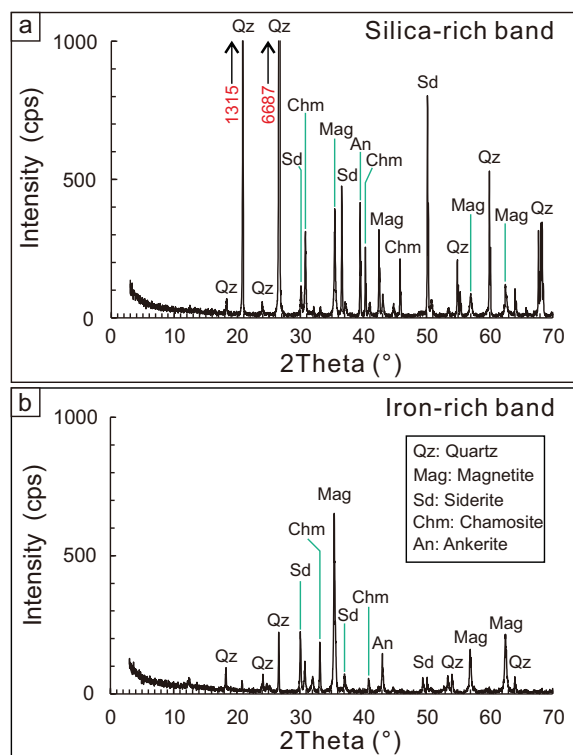 a
Silica-rich band
Intensity (cps)
1000
500
0
1315
6687
Qz
Qz
Qz
Qz
Sd
Chm
Mag
Sd
An
Chm
Mag
Chm
Sd
Qz
Mag
Qz
Mag
Qz
0 10 20 30 40 50 60 70
2Theta (°)
b
Iron-rich band
Intensity (cps)
1000
500
0
Qz: Quartz
Mag: Magnetite
Sd: Siderite
Chm: Chamosite
An: Ankerite
Qz
Qz
Qz
Sd
Chm
Mag
Sd
Chm
An
Sd
Qz
Mag
Mag
Qz
0 10 20 30 40 50 60 70
2Theta (°)